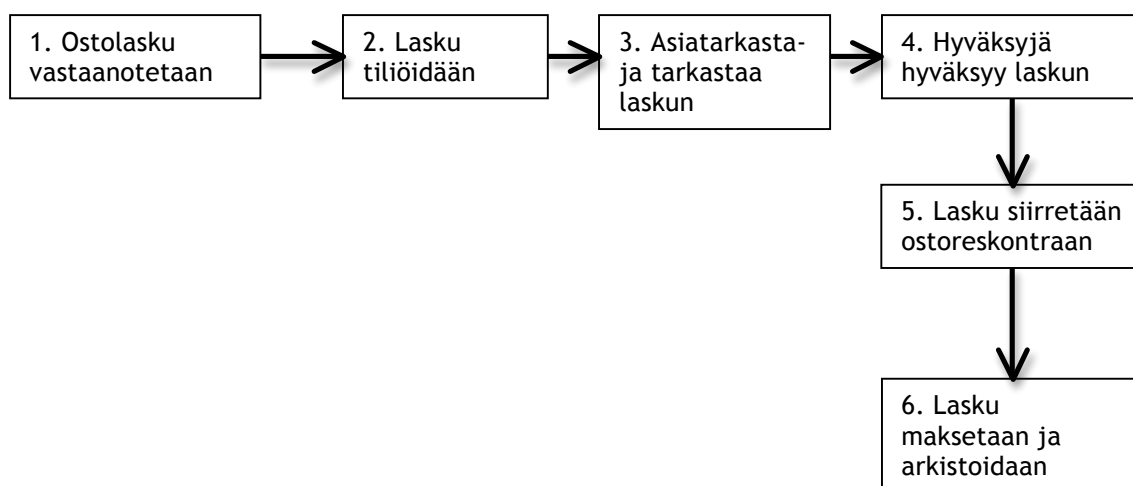 1. Ostolasku
vastaanotetaan
2. Lasku
tiliöidään
3. Asiatarkasta-
ja tarkastaa
laskun
4. Hyväksyjä
hyväksyy laskun
5. Lasku siirretään
ostoreskontraan
6. Lasku
maksetaan ja
arkistoidaan